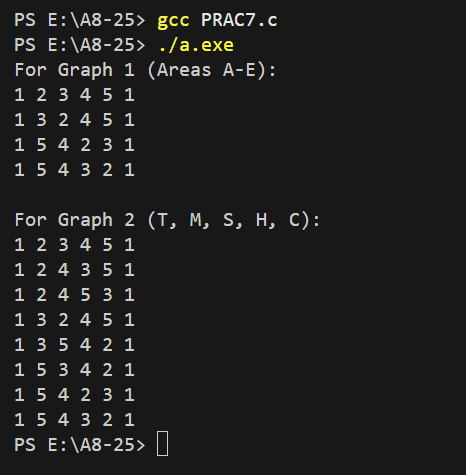 PS E:\A8-25> gcc PRAC7.c
PS E:\A8-25> ./a.exe
For Graph 1 (Areas A-E):
1 2 3 4 5 1
1 3 2 4 5 1
1 5 4 2 3 1
1 5 4 3 2 1

For Graph 2 (T, M, S, H, C):
1 2 3 4 5 1
1 2 4 3 5 1
1 2 4 5 3 1
1 3 2 4 5 1
1 3 5 4 2 1
1 5 3 4 2 1
1 5 4 2 3 1
1 5 4 3 2 1
PS E:\A8-25>